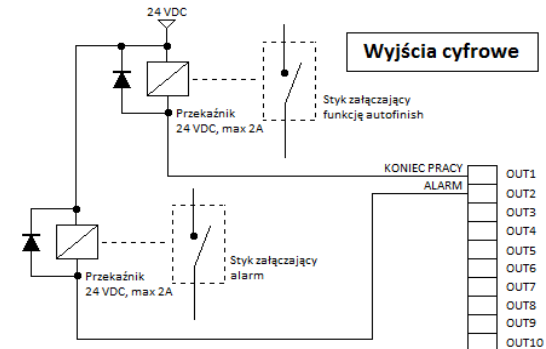 24 VDC
Wyjścia cyfrowe
Styk załączający
funkcję autofinish
Przekaźnik
24 VDC, max 2A
KONIEC PRACY
ALARM
OUT1
OUT2
OUT3
OUT4
OUT5
OUT6
OUT7
OUT8
OUT9
OUT10
Styk załączający
alarm
Przekaźnik
24 VDC, max 2A